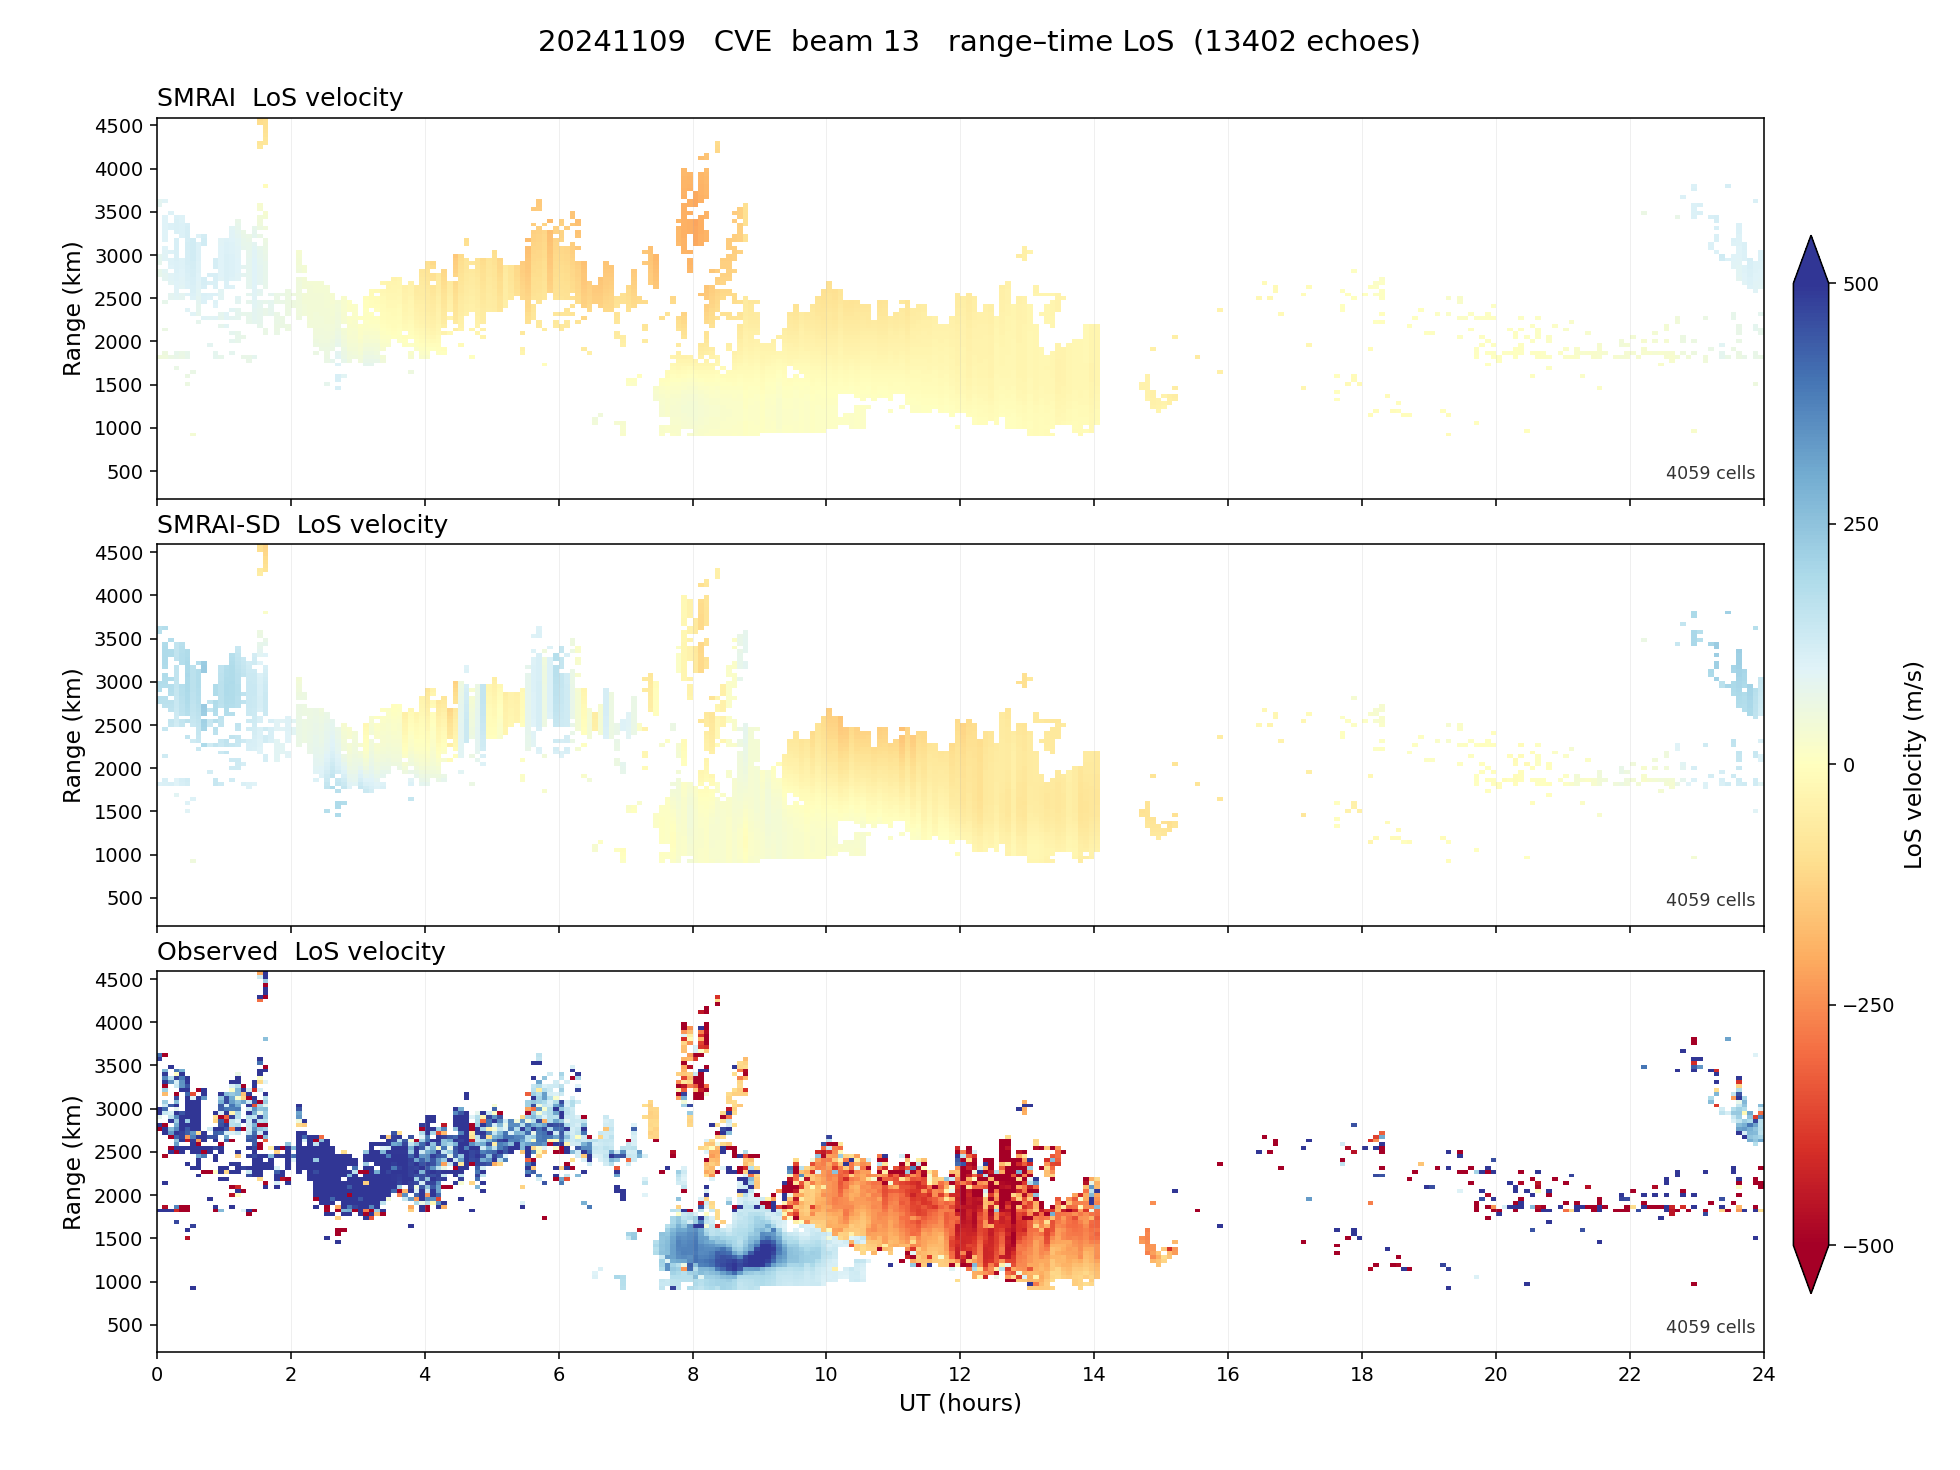 20241109   CVE  beam 13   range–time LoS  (13402 echoes)
SMRAI  LoS velocity
4500
4000
3500
3000
2500
2000
1500
1000
500
Range (km)
4059 cells
SMRAI-SD  LoS velocity
4500
4000
3500
3000
2500
2000
1500
1000
500
Range (km)
4059 cells
Observed  LoS velocity
4500
4000
3500
3000
2500
2000
1500
1000
500
Range (km)
4059 cells
0 2 4 6 8 10 12 14 16 18 20 22 24
UT (hours)
500
250
0
−250
−500
LoS velocity (m/s)